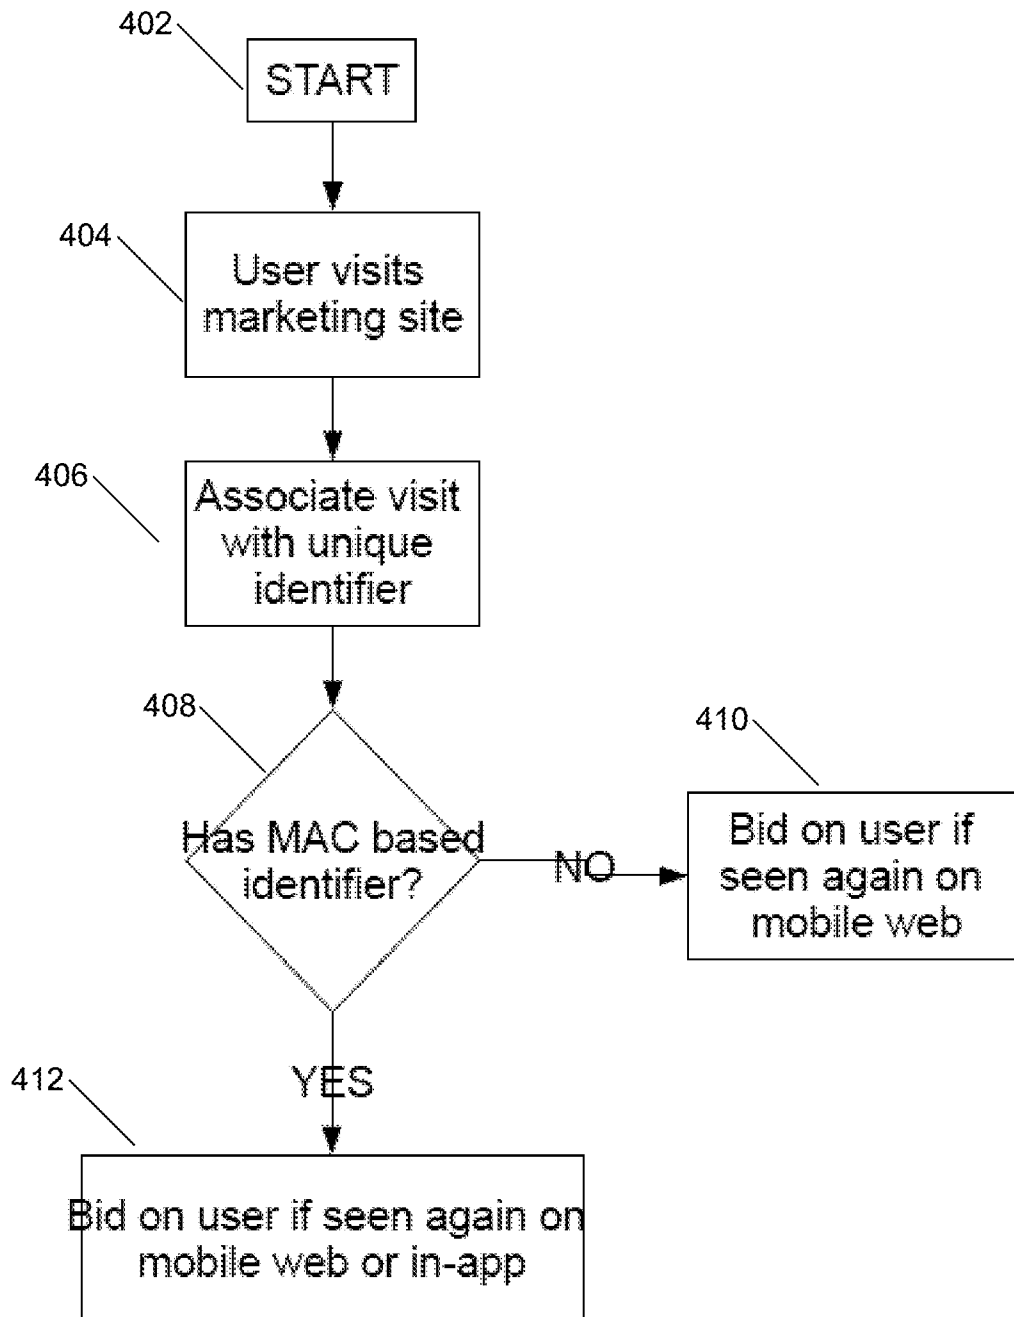 402
START
404
User visits
marketing site
406
Associate visit
with unique
identifier
408
Has MAC based
identifier?
NO
410
Bid on user if
seen again on
mobile web
YES
412
Bid on user if seen again on
mobile web or in-app